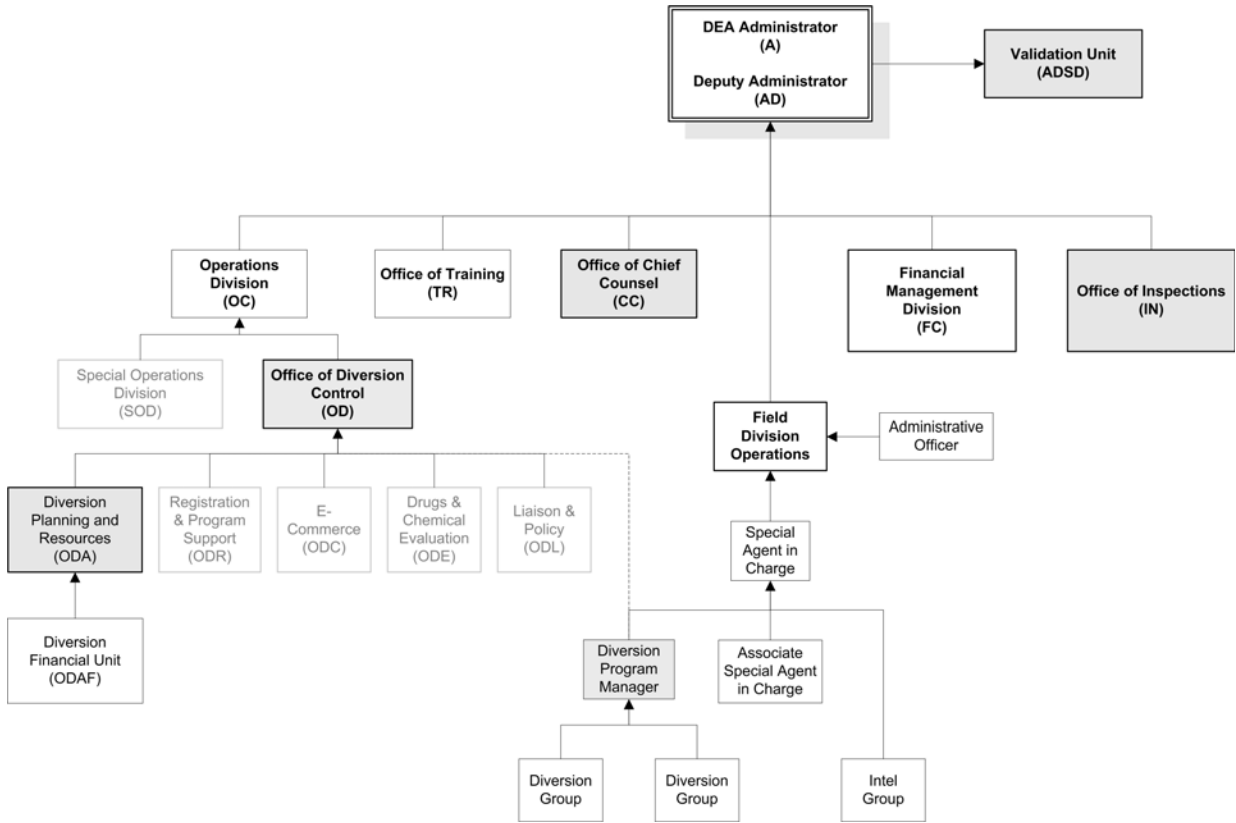 DEA Administrator
(A)
Deputy Administrator
(AD)
Validation Unit
(ADSD)
Operations
Division
(OC)
Office of Training
(TR)
Office of Chief
Counsel
(CC)
Financial
Management
Division
(FC)
Office of Inspections
(IN)
Special Operations
Division
(SOD)
Office of Diversion
Control
(OD)
Field
Division
Operations
Administrative
Officer
Diversion
Planning and
Resources
(ODA)
Registration
& Program
Support
(ODR)
E-
Commerce
(ODC)
Drugs &
Chemical
Evaluation
(ODE)
Liaison &
Policy
(ODL)
Special
Agent in
Charge
Diversion
Financial Unit
(ODAF)
Diversion
Program
Manager
Associate
Special Agent
in Charge
Diversion
Group
Diversion
Group
Intel
Group